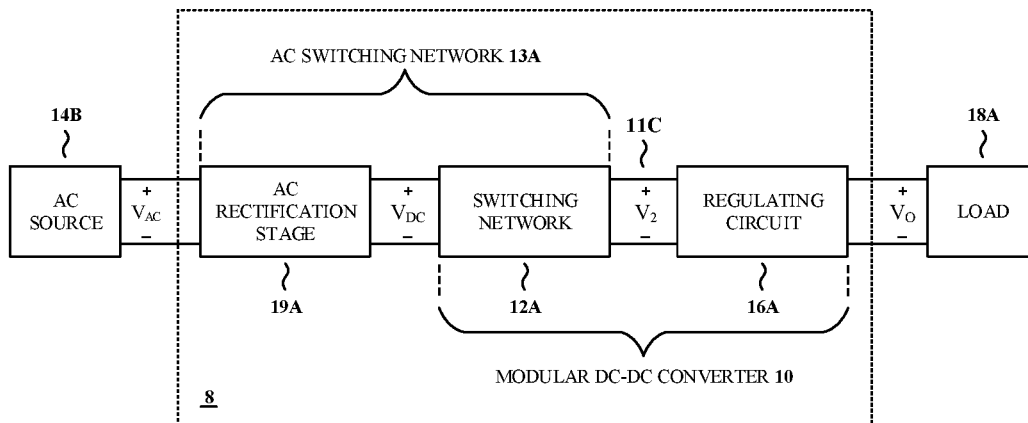 AC SWITCHING NETWORK 13A
14B
11C
18A
AC
SOURCE
+
VAC
−
AC
RECTIFICATION
STAGE
+
VDC
−
SWITCHING
NETWORK
+
V2
−
REGULATING
CIRCUIT
+
VO
−
LOAD
19A
12A
16A
MODULAR DC-DC CONVERTER 10
8